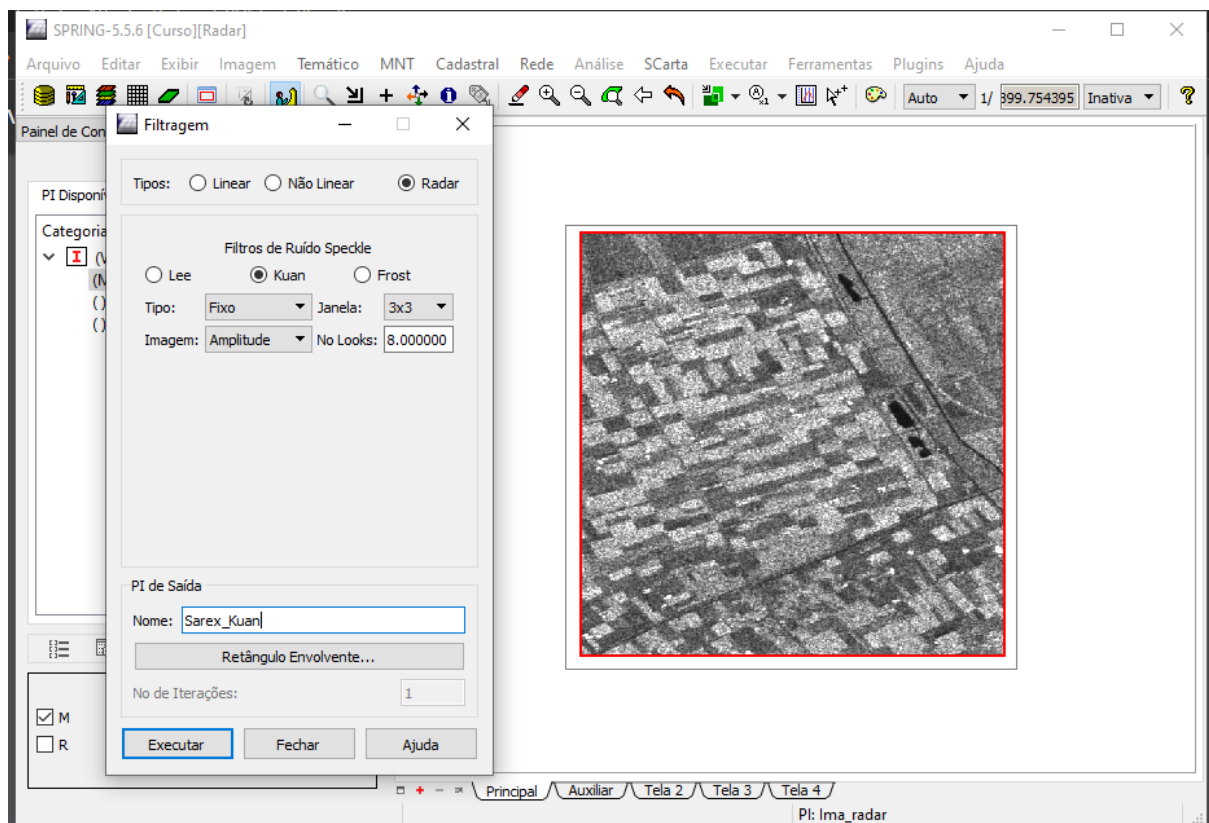 SPRING-5.5.6 [Curso][Radar]
Arquivo Editar Exibir Imagem Temático MNT Cadastral Rede Análise SCarta Executar Ferramentas Plugins Ajuda
Auto 1/ 399.754395 Inativa
Painel de Con
Filtragem
Tipos: Linear Não Linear Radar
PI Disponív
Categoria
Filtros de Ruído Speckle
Lee Kuan Frost
Tipo: Fixo Janela: 3x3
Imagem: Amplitude No Looks: 8.000000
PI de Saída
Nome: Sarex_Kuan
Retângulo Envolvente...
No de Iterações: 1
M
R
Executar Fechar Ajuda
Principal Auxiliar Tela 2 Tela 3 Tela 4
PI: Ima_radar